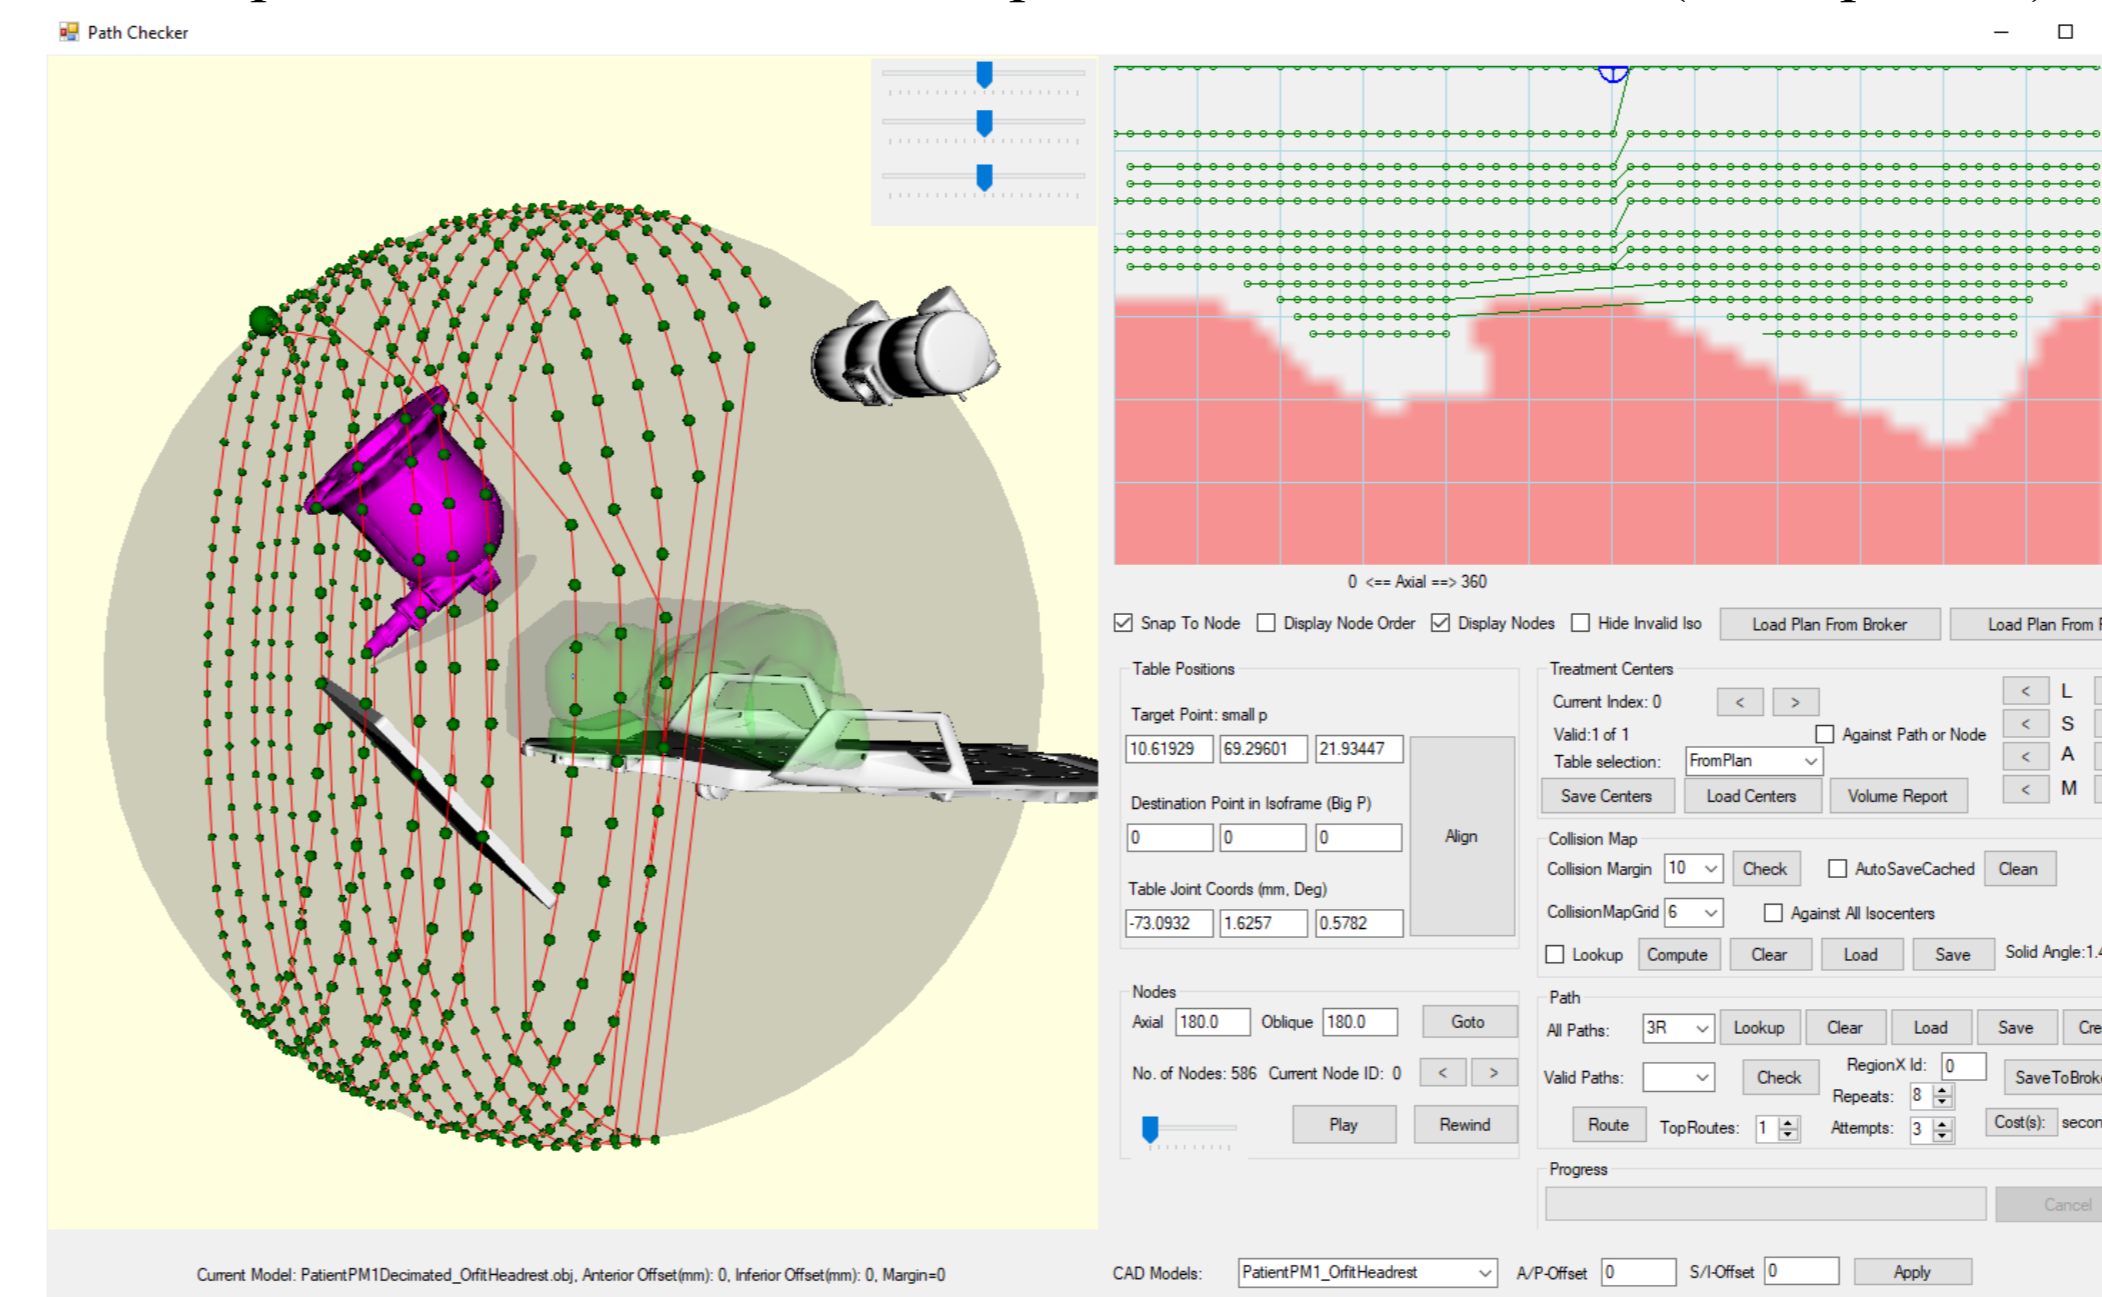 Path Checker
0 <== Axial ==> 360
Snap To Node Display Node Order Display Nodes Hide Invalid Iso Load Plan From Broker Load Plan From
Table Positions
Target Point: small p
10.61929 69.29601 21.93447
Destination Point in Isoframe (Big P)
0 0 0
Align
Table Joint Coords (mm, Deg)
-73.0932 1.6257 0.5782
Treatment Centers
Current Index: 0 < > < L
Valid:1 of 1 Against Path or Node < S
Table selection: FromPlan < A
Save Centers Load Centers Volume Report < M
Collision Map
Collision Margin 10 Check AutoSaveCached Clean
CollisionMapGrid 6 Against All Isocenters
Lookup Compute Clear Load Save Solid Angle:1.4
Nodes
Axial 180.0 Oblique 180.0 Goto
No. of Nodes: 586 Current Node ID: 0 < >
Play Rewind
Path
All Paths: 3R Lookup Clear Load Save Cre
Valid Paths: Check RegionX Id: 0 SaveToBrok
Repeats: 8
Route TopRoutes: 1 Attempts: 3 Cost(s): secon
Progress
Cancel
Current Model: PatientPM1Decimated_OrfitHeadrest.obj, Anterior Offset(mm): 0, Inferior Offset(mm): 0, Margin=0
CAD Models: PatientPM1_OrfitHeadrest A/P-Offset 0 S/I-Offset 0 Apply